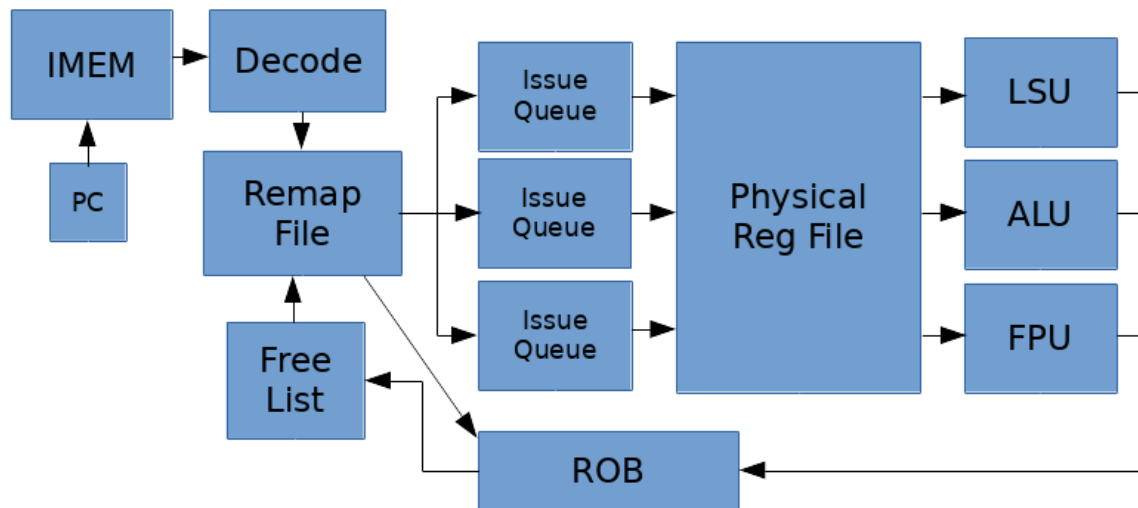 IMEM
Decode
PC
Remap
File
Free
List
Issue
Queue
Issue
Queue
Issue
Queue
Physical
Reg File
LSU
ALU
FPU
ROB